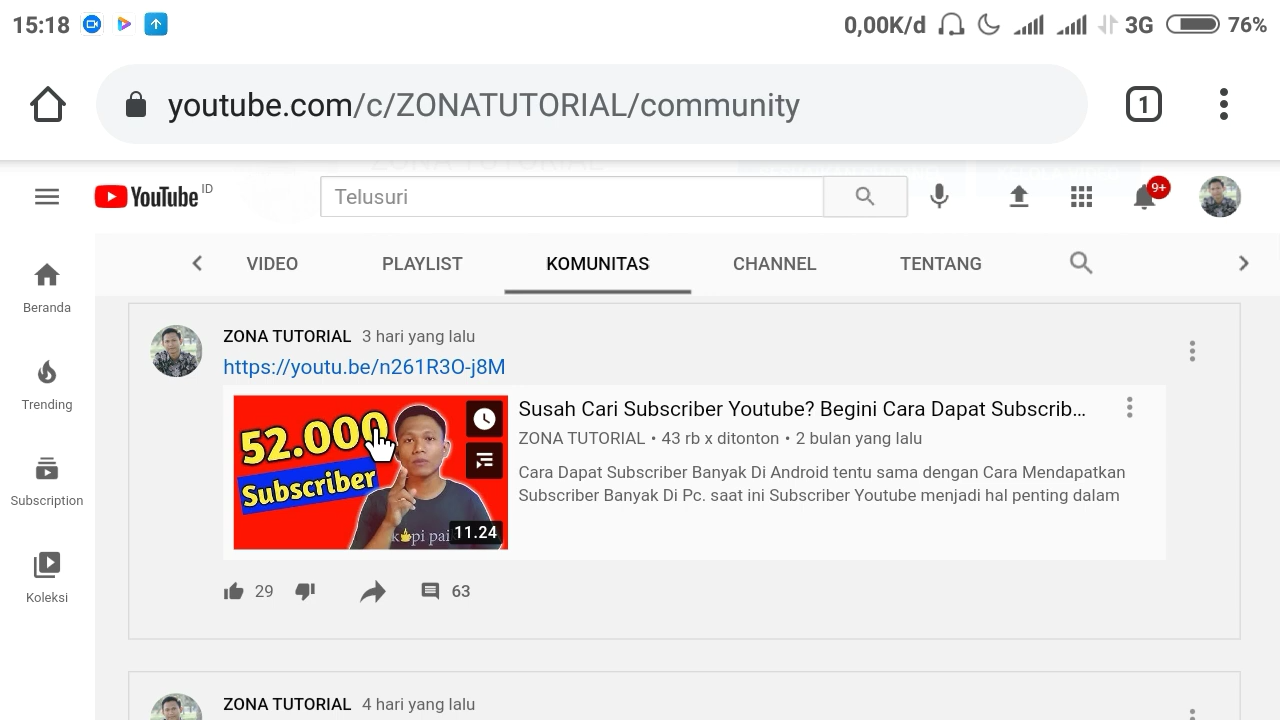 15:18
0,00K/d
3G
76%
youtube.com/c/ZONATUTORIAL/community
1
ZONA TUTORIAL
YouTube ID
Telusuri
9+
VIDEO
PLAYLIST
KOMUNITAS
CHANNEL
TENTANG
Beranda
Trending
Subscription
Koleksi
ZONA TUTORIAL 3 hari yang lalu
https://youtu.be/n261R3O-j8M
52.000
Subscriber
11.24
Susah Cari Subscriber Youtube? Begini Cara Dapat Subscrib...
ZONA TUTORIAL • 43 rb x ditonton • 2 bulan yang lalu
Cara Dapat Subscriber Banyak Di Android tentu sama dengan Cara Mendapatkan
Subscriber Banyak Di Pc. saat ini Subscriber Youtube menjadi hal penting dalam
29
63
ZONA TUTORIAL 4 hari yang lalu